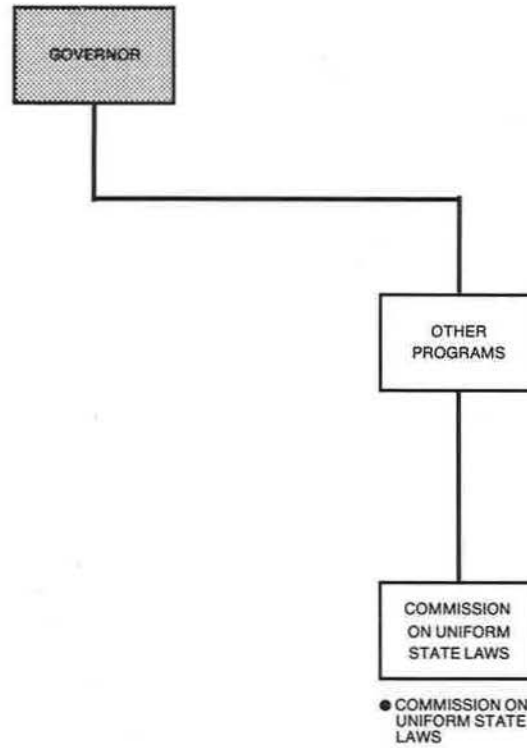 GOVERNOR
OTHER
PROGRAMS
COMMISSION
ON UNIFORM
STATE LAWS
● COMMISSION ON
UNIFORM STATE
LAWS